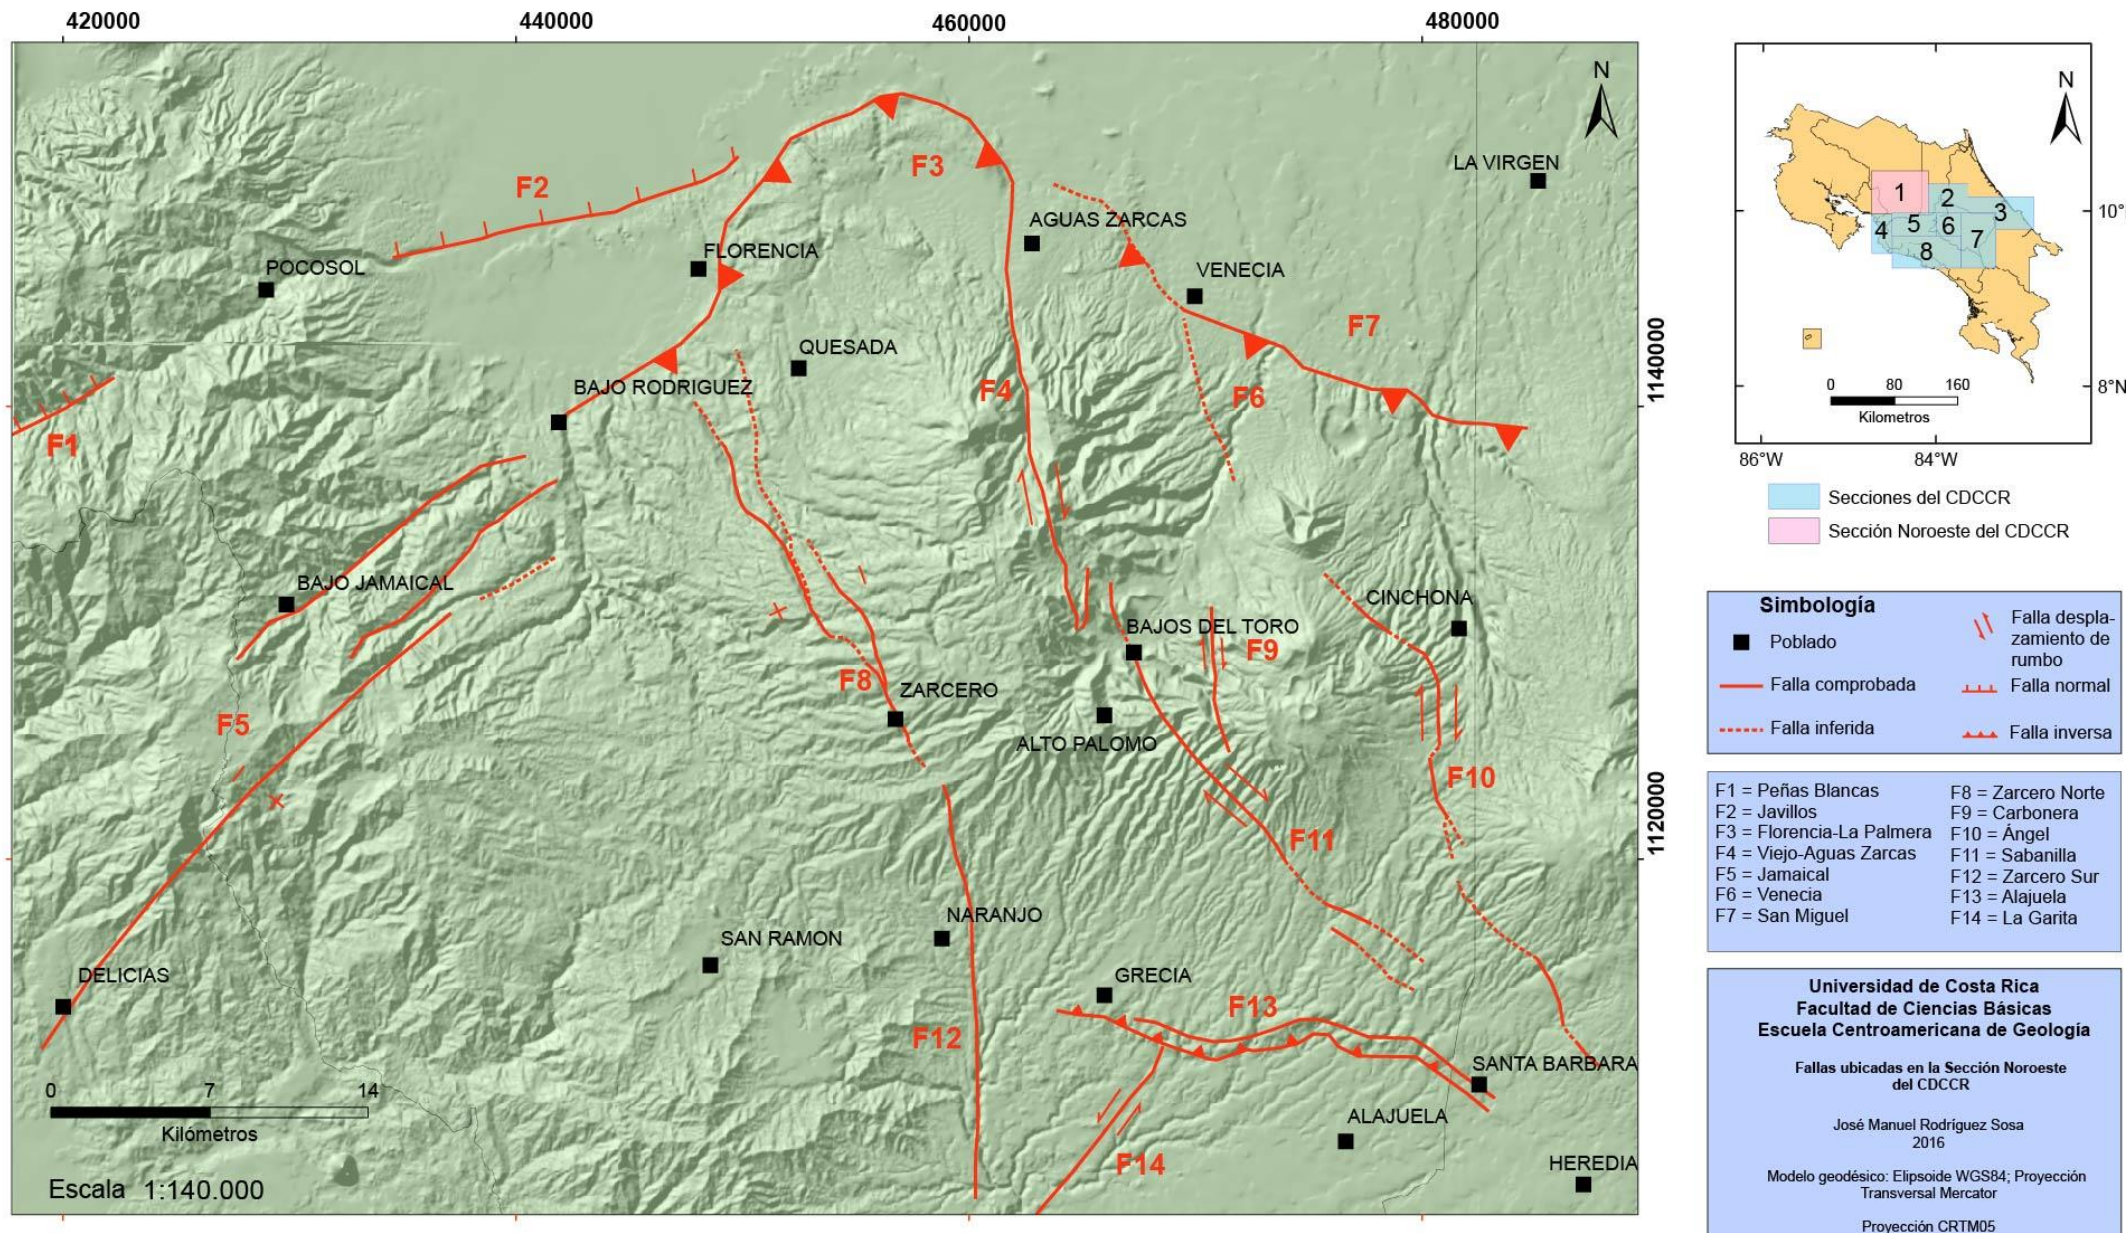 420000
440000
460000
480000
N
F3
F2
LA VIRGEN
AGUAS ZARCAS
FLORENCIA
POCOSOL
VENECIA
F7
QUESADA
BAJO RODRIGUEZ
F4
F6
1140000
F1
BAJO JAMAICAL
CINCHONA
BAJOS DEL TORO
F9
F8
ZARCERO
F5
ALTO PALOMO
F10
1120000
F11
NARANJO
SAN RAMON
DELICIAS
GRECIA
F13
F12
SANTA BARBARA
0 7 14
Kilómetros
ALAJUELA
F14
HEREDIA
Escala 1:140.000
N
1
2
3
4
5
6
7
8
10°
0 80 160
Kilometros
8°N
86°W
84°W
Secciones del CDCCR
Sección Noroeste del CDCCR
Simbología
Poblado
Falla comprobada
Falla inferida
Falla despla-
zamiento de
rumbo
Falla normal
Falla inversa
F1 = Peñas Blancas
F2 = Javillos
F3 = Florencia-La Palmera
F4 = Viejo-Aguas Zarcas
F5 = Jamaical
F6 = Venecia
F7 = San Miguel
F8 = Zarcero Norte
F9 = Carbonera
F10 = Ángel
F11 = Sabanilla
F12 = Zarcero Sur
F13 = Alajuela
F14 = La Garita
Universidad de Costa Rica
Facultad de Ciencias Básicas
Escuela Centroamericana de Geología
Fallas ubicadas en la Sección Noroeste
del CDCCR
José Manuel Rodríguez Sosa
2016
Modelo geodésico: Elipsoide WGS84; Proyección
Transversal Mercator
Proyección CRTM05